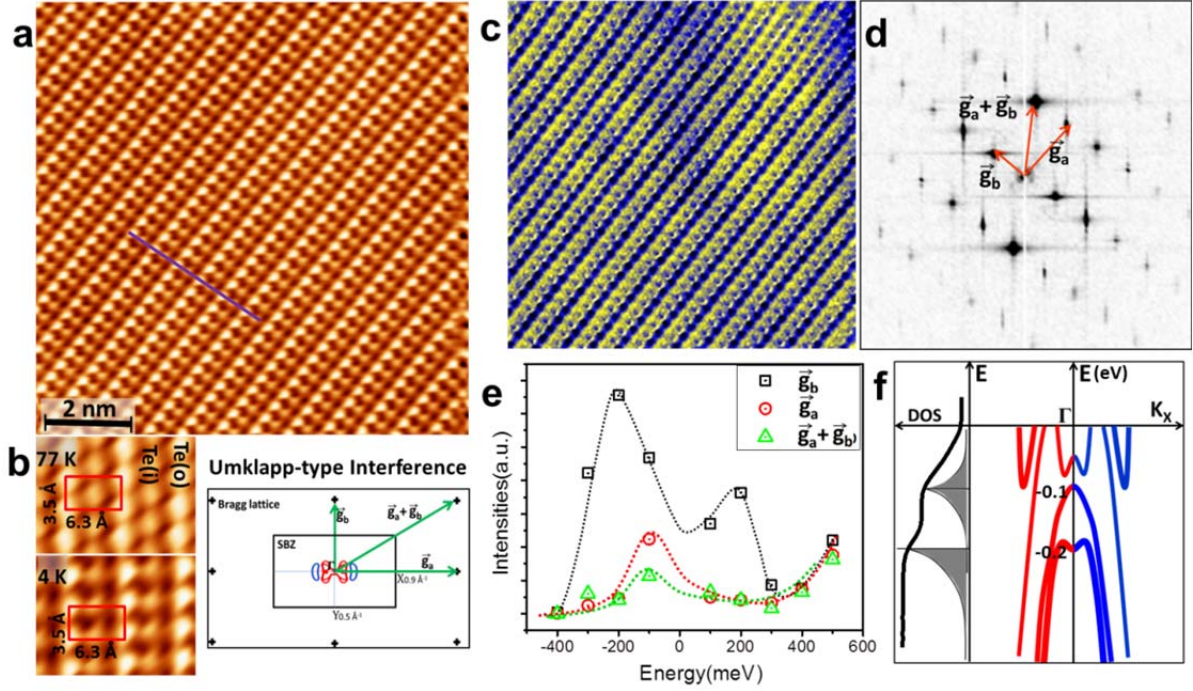 a
2 nm
b
77 K
Te(i)
Te(o)
3.5 Å
6.3 Å
4 K
3.5 Å
6.3 Å
Umklapp-type Interference
Bragg lattice
g⃗b
g⃗a+g⃗b
SBZ
g⃗a
X0.9 Å-1
Y0.5 Å-1
c
d
g⃗a+g⃗b
g⃗a
g⃗b
e
g⃗b
g⃗a
g⃗a+g⃗b)
Intensities(a.u.)
-400 -200 0 200 400 600
Energy(meV)
f
E
E(eV)
DOS
Γ
KX
-0.1
-0.2